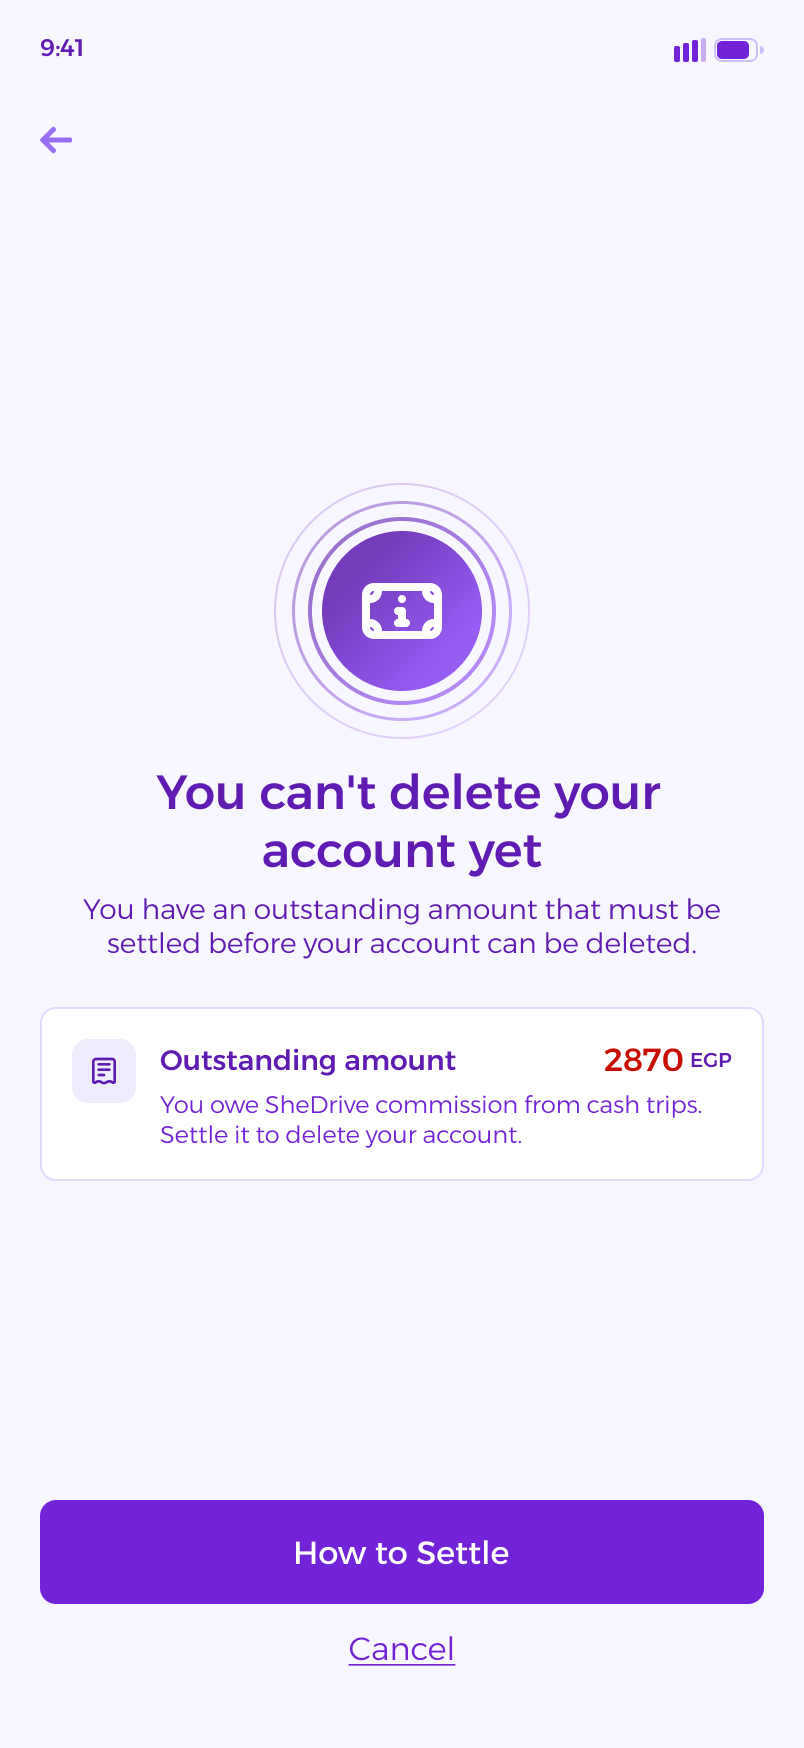 9:41
You can't delete your
account yet
You have an outstanding amount that must be
settled before your account can be deleted.
Outstanding amount 2870 EGP
You owe SheDrive commission from cash trips.
Settle it to delete your account.
How to Settle
Cancel